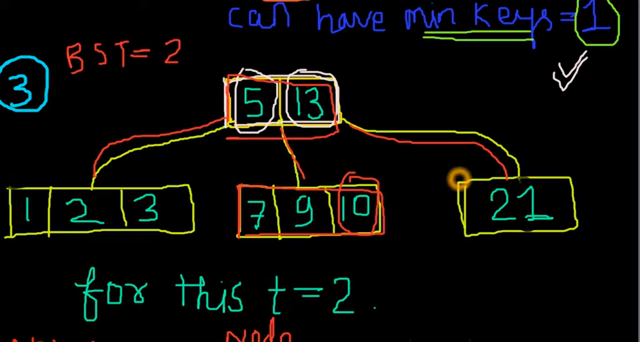 can have min keys = 1
BST = 2
3
5 13
1 2 3
7 9 10
21
for this t = 2.
Node